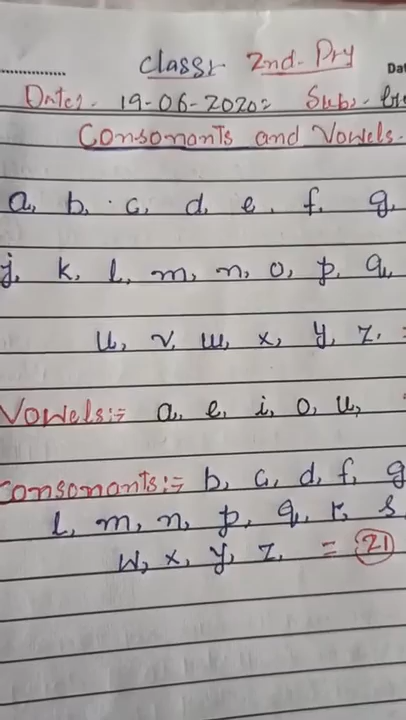 Class:- 2nd. Pry
Date:- 19-06-2020: Sub:-
Consonants and Vowels.
a, b, c, d, e, f, g,
j, k, l, m, n, o, p, q,
u, v, w, x, y, z. =
Vowels:= a, e, i, o, u,
Consonants:= b, c, d, f, g
l, m, n, p, q, r, s
w, x, y, z, = 21